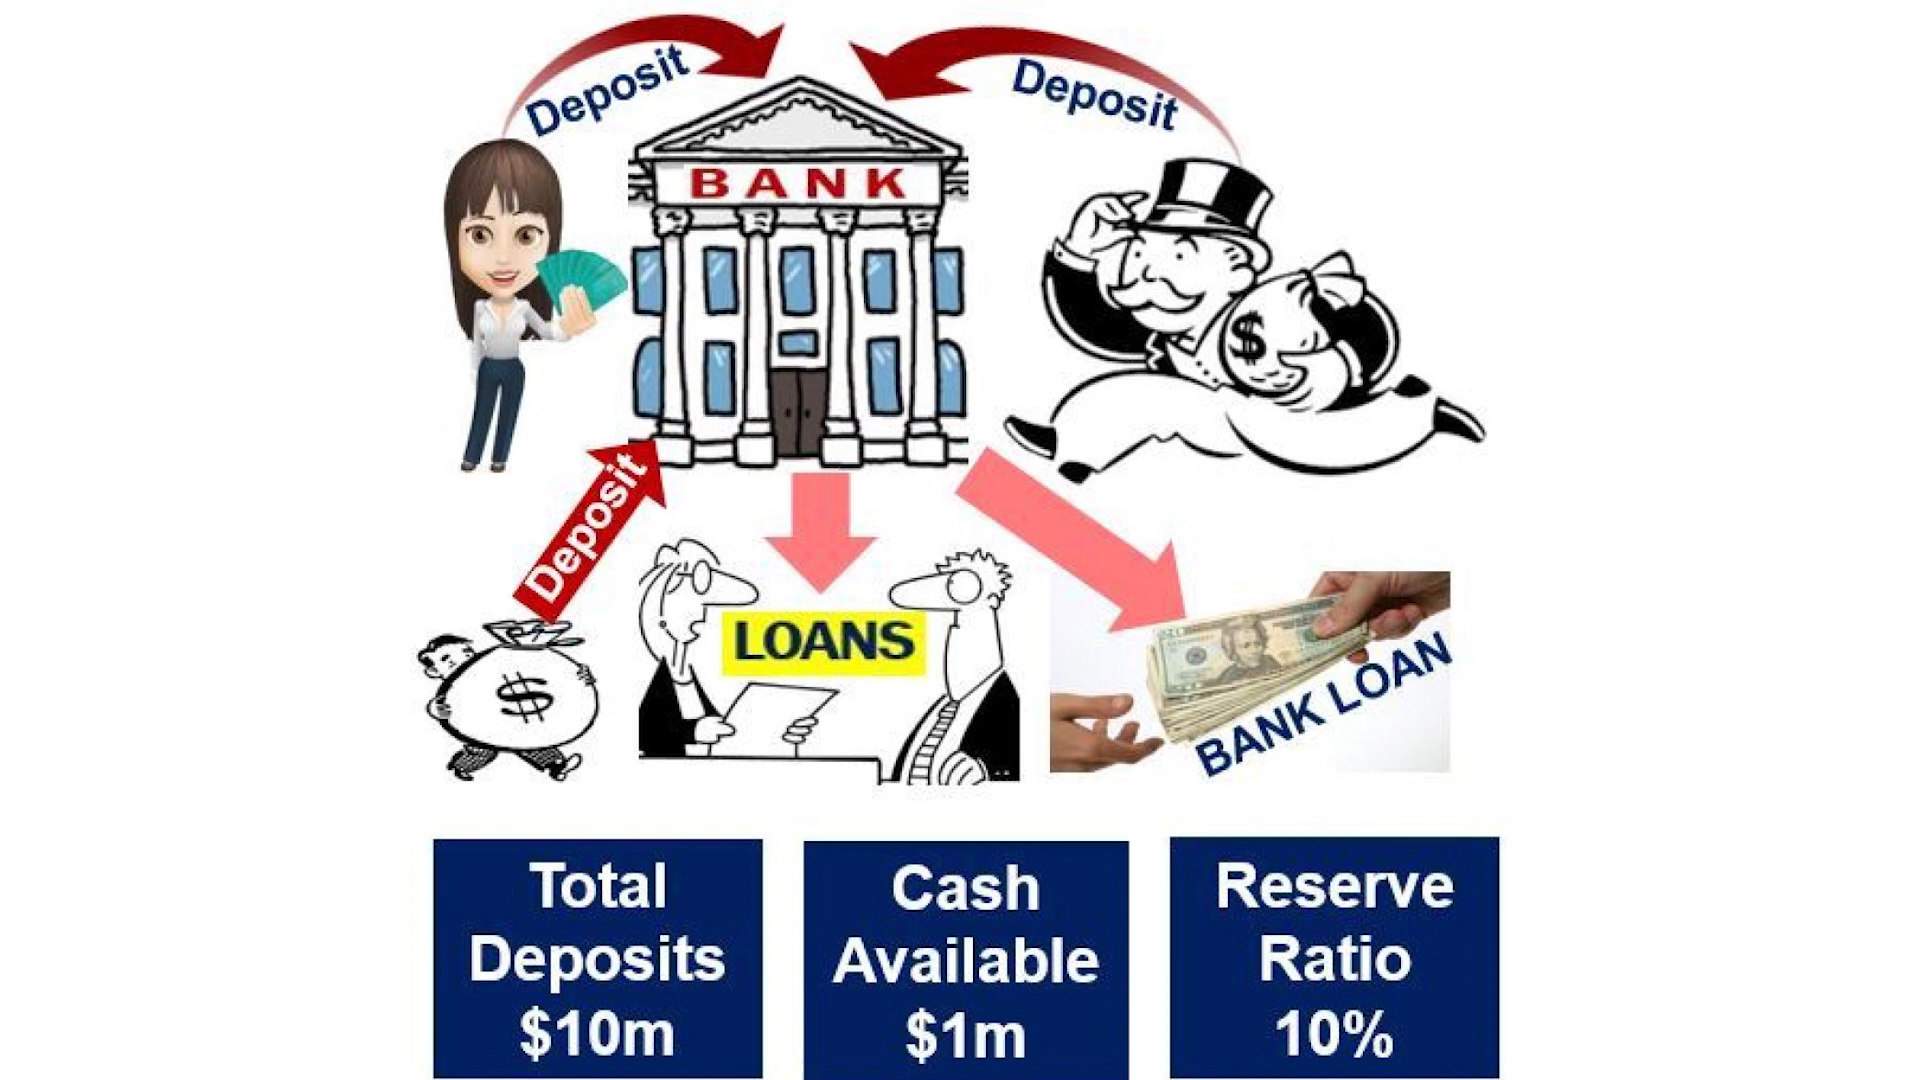 Deposit
Deposit
BANK
$
Deposit
LOANS
$
BANK LOAN
Total
Deposits
$10m
Cash
Available
$1m
Reserve
Ratio
10%